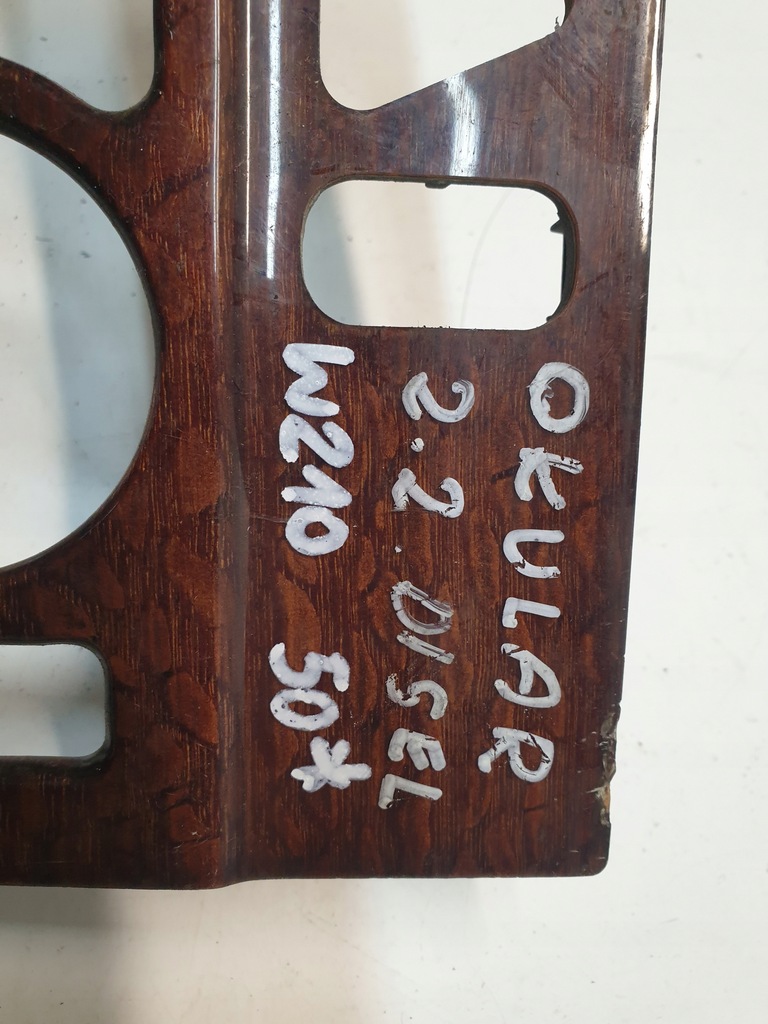 OKULAR
2.2. DISEL
W210 50*